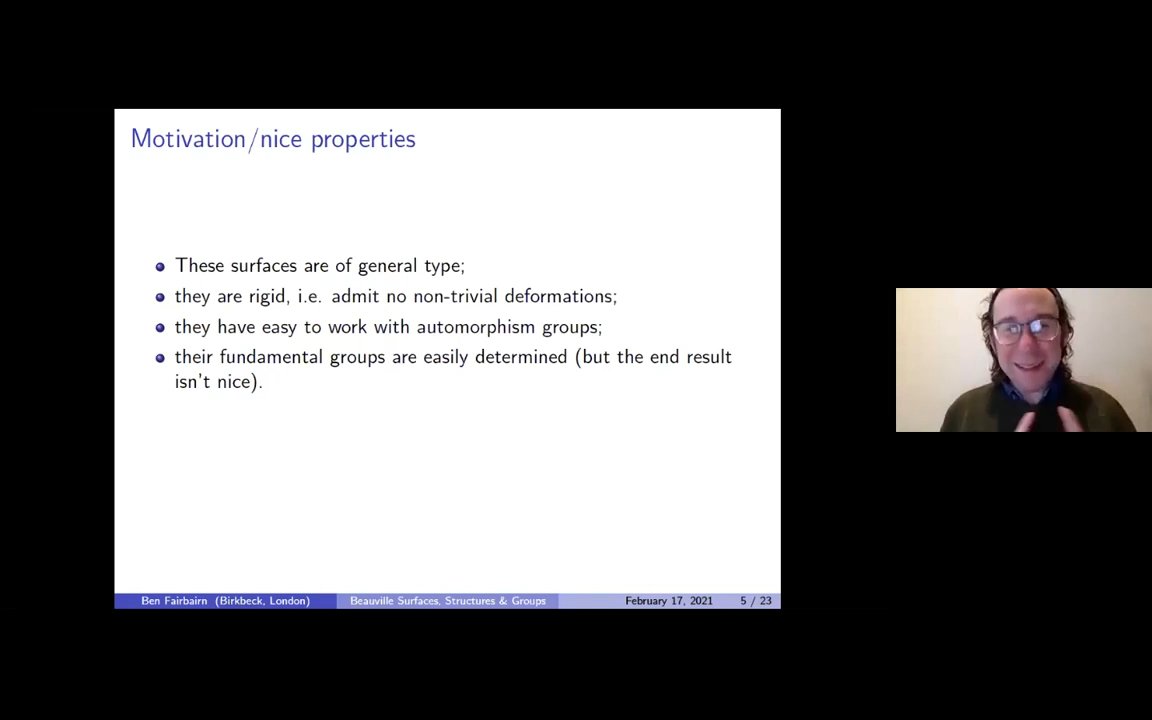 Motivation/nice properties
These surfaces are of general type;
they are rigid, i.e. admit no non-trivial deformations;
they have easy to work with automorphism groups;
their fundamental groups are easily determined (but the end result
isn't nice).
Ben Fairbairn (Birkbeck, London) Beauville Surfaces, Structures & Groups February 17, 2021 5 / 23